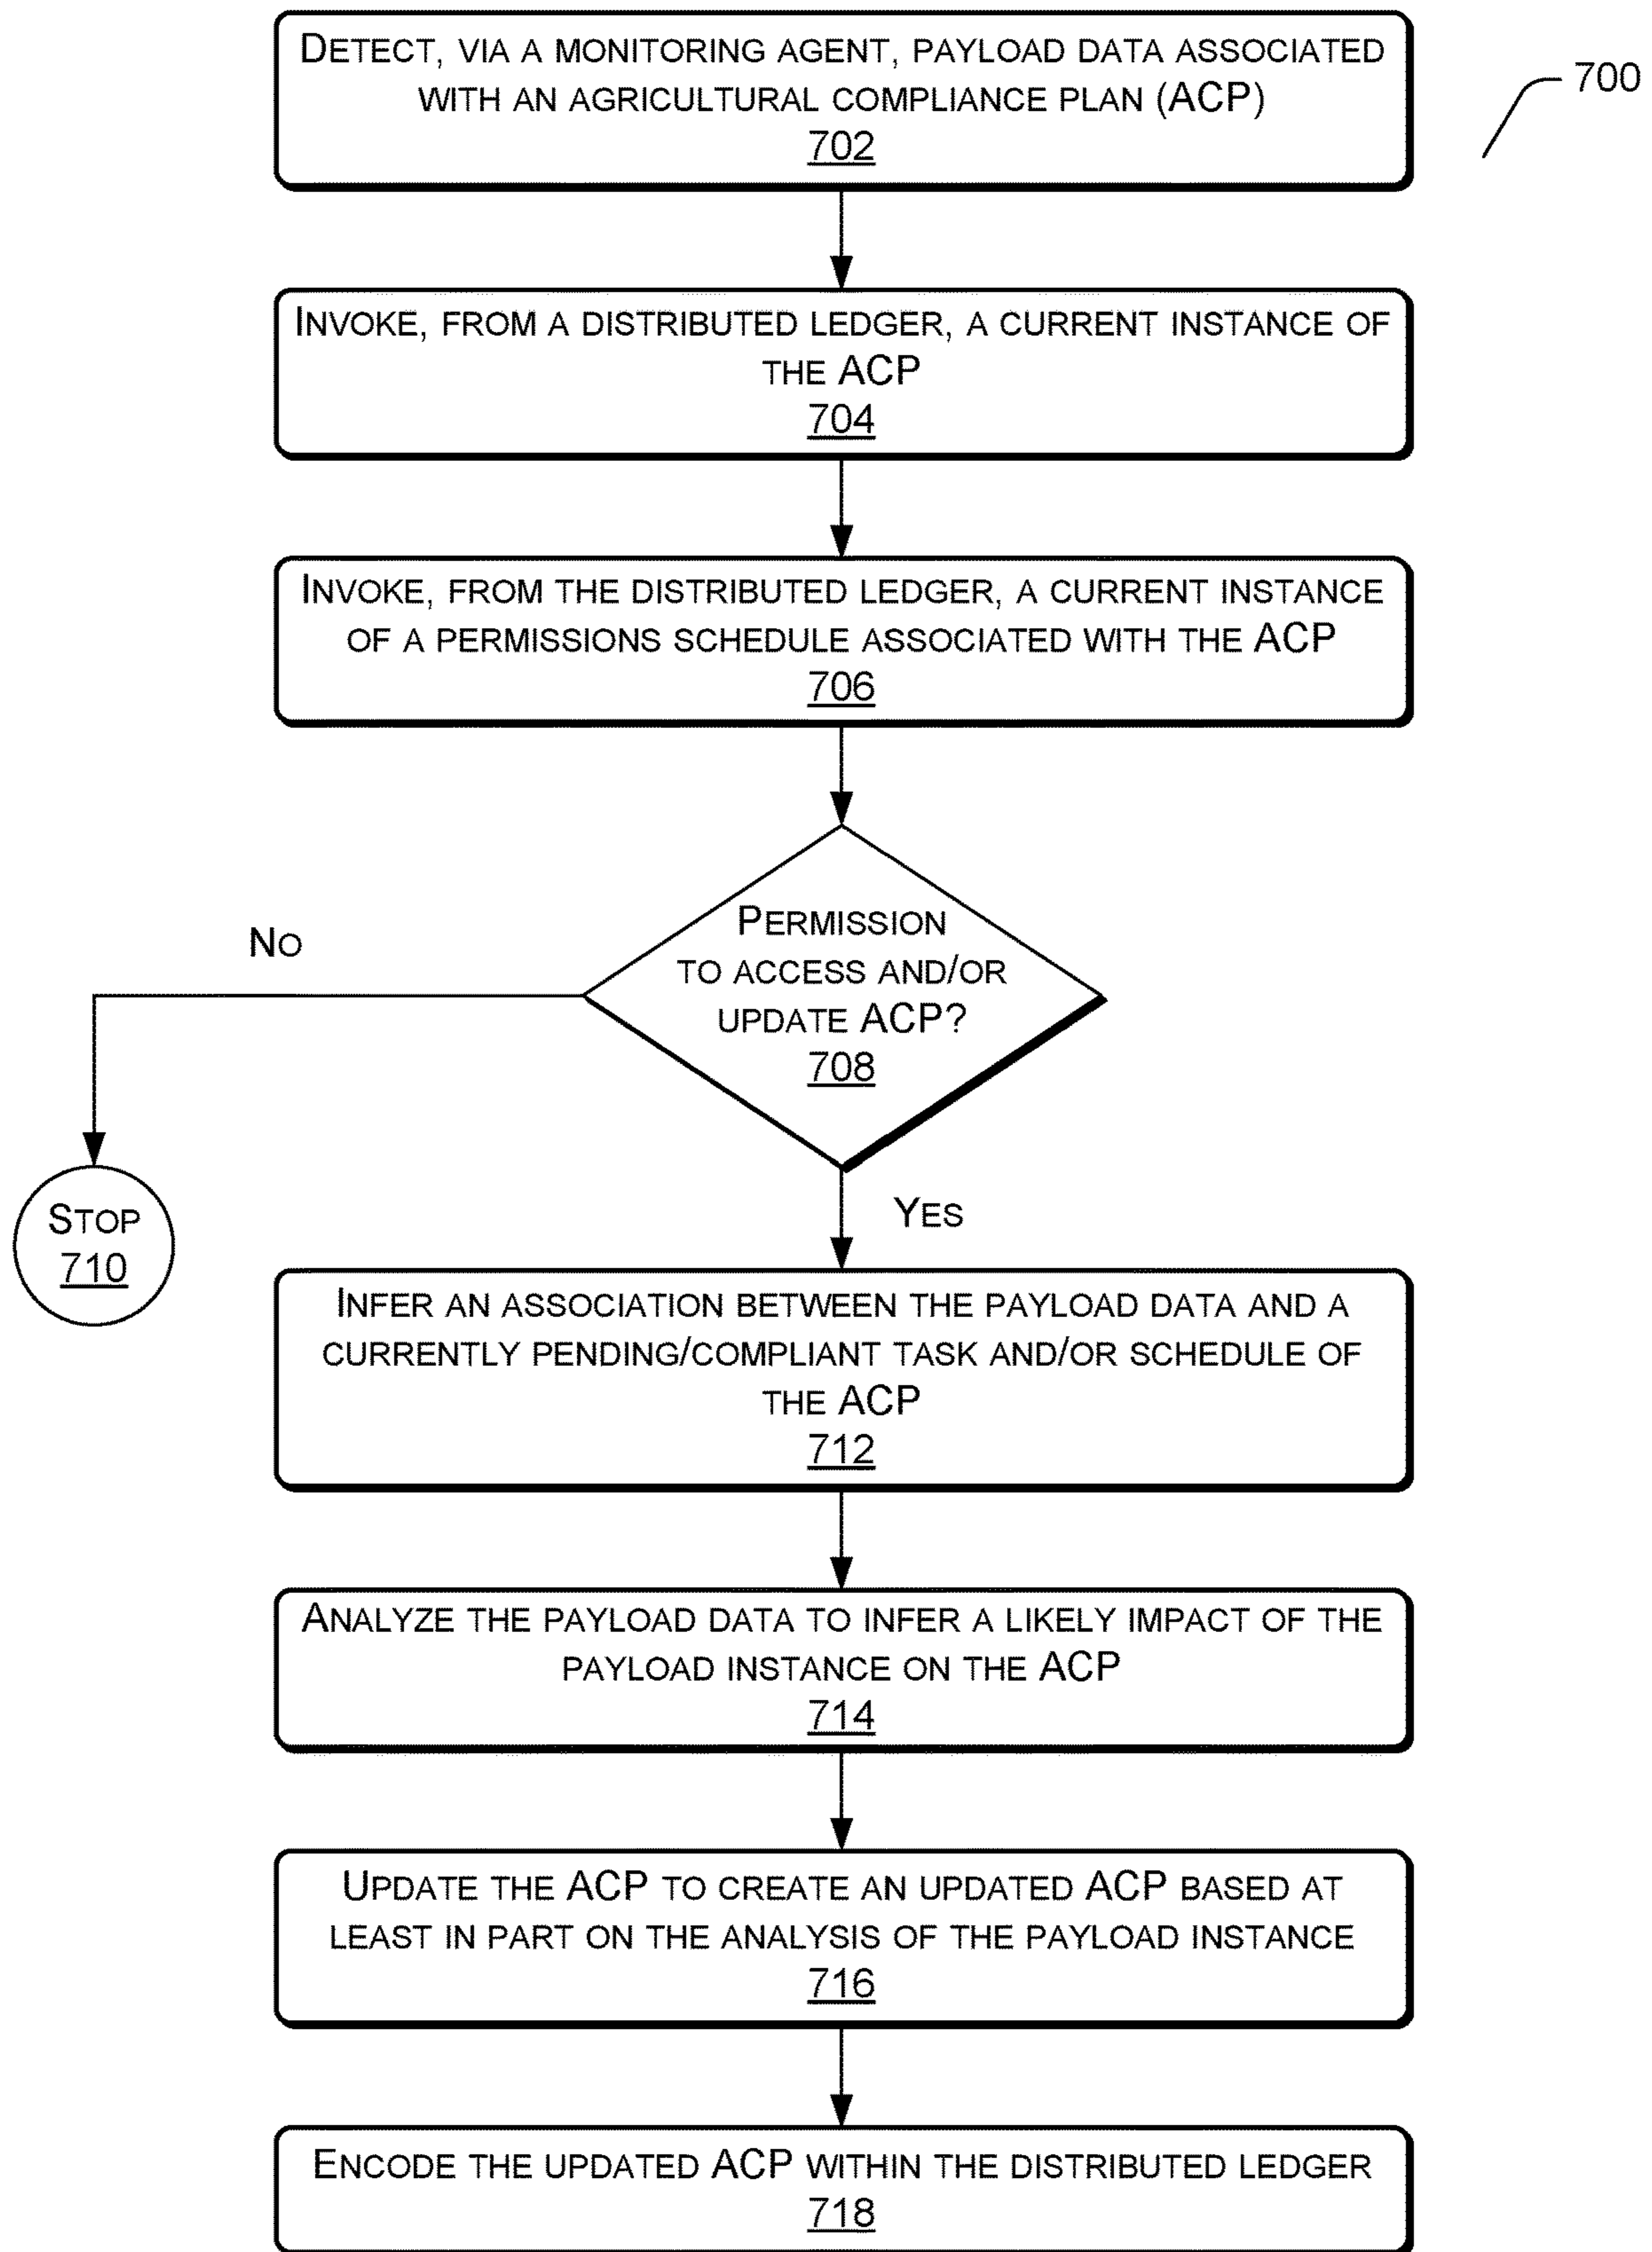 DETECT, VIA A MONITORING AGENT, PAYLOAD DATA ASSOCIATED
WITH AN AGRICULTURAL COMPLIANCE PLAN (ACP)
702
700
INVOKE, FROM A DISTRIBUTED LEDGER, A CURRENT INSTANCE OF
THE ACP
704
INVOKE, FROM THE DISTRIBUTED LEDGER, A CURRENT INSTANCE
OF A PERMISSIONS SCHEDULE ASSOCIATED WITH THE ACP
706
PERMISSION
TO ACCESS AND/OR
UPDATE ACP?
708
NO
STOP
710
YES
INFER AN ASSOCIATION BETWEEN THE PAYLOAD DATA AND A
CURRENTLY PENDING/COMPLIANT TASK AND/OR SCHEDULE OF
THE ACP
712
ANALYZE THE PAYLOAD DATA TO INFER A LIKELY IMPACT OF THE
PAYLOAD INSTANCE ON THE ACP
714
UPDATE THE ACP TO CREATE AN UPDATED ACP BASED AT
LEAST IN PART ON THE ANALYSIS OF THE PAYLOAD INSTANCE
716
ENCODE THE UPDATED ACP WITHIN THE DISTRIBUTED LEDGER
718